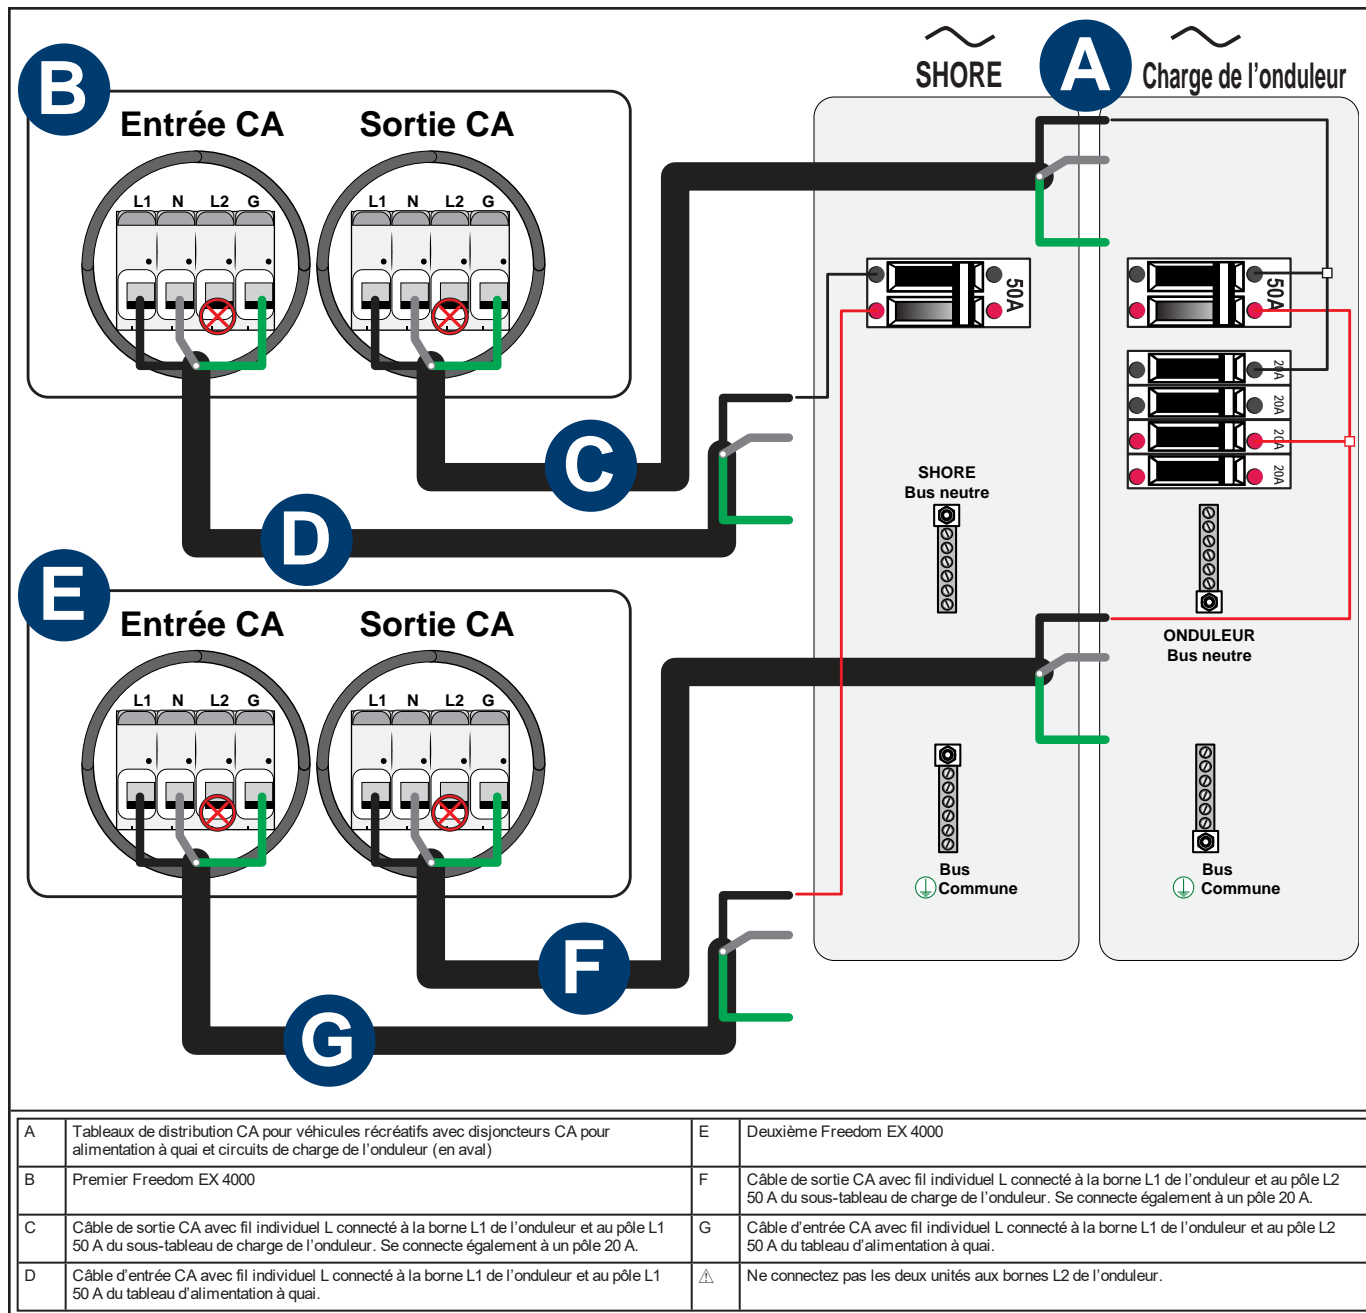 SHORE
A
Charge de l'onduleur
B
Entrée CA
Sortie CA
L1 N L2 G
L1 N L2 G
50A
50A
20A
20A
20A
20A
C
SHORE
Bus neutre
D
E
Entrée CA
Sortie CA
ONDULEUR
Bus neutre
L1 N L2 G
L1 N L2 G
Bus
Commune
Bus
Commune
F
G
A
Tableaux de distribution CA pour véhicules récréatifs avec disjoncteurs CA pour
alimentation à quai et circuits de charge de l'onduleur (en aval)
E
Deuxième Freedom EX 4000
B
Premier Freedom EX 4000
F
Câble de sortie CA avec fil individuel L connecté à la borne L1 de l'onduleur et au pôle L2
50 A du sous-tableau de charge de l'onduleur. Se connecte également à un pôle 20 A.
C
Câble de sortie CA avec fil individuel L connecté à la borne L1 de l'onduleur et au pôle L1
50 A du sous-tableau de charge de l'onduleur. Se connecte également à un pôle 20 A.
G
Câble d'entrée CA avec fil individuel L connecté à la borne L1 de l'onduleur et au pôle L2
50 A du tableau d'alimentation à quai.
D
Câble d'entrée CA avec fil individuel L connecté à la borne L1 de l'onduleur et au pôle L1
50 A du tableau d'alimentation à quai.
⚠
Ne connectez pas les deux unités aux bornes L2 de l'onduleur.